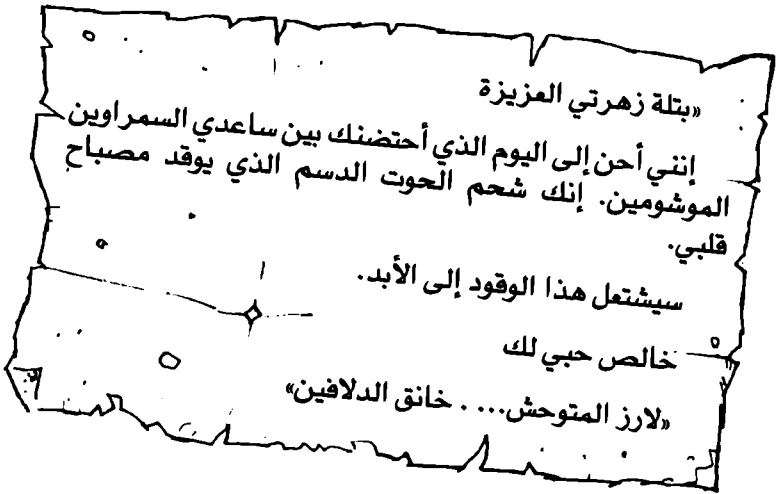 «بتلة زهرتي العزيزة
إنني أحن إلى اليوم الذي أحتضنك بين ساعدي السمراوين
الموشومين. إنك شحم الحوت الدسم الذي يوقد مصباح
قلبي.
سيشتعل هذا الوقود إلى الأبد.
خالص حبي لك
«لارز المتوحش.... خانق الدلافين»